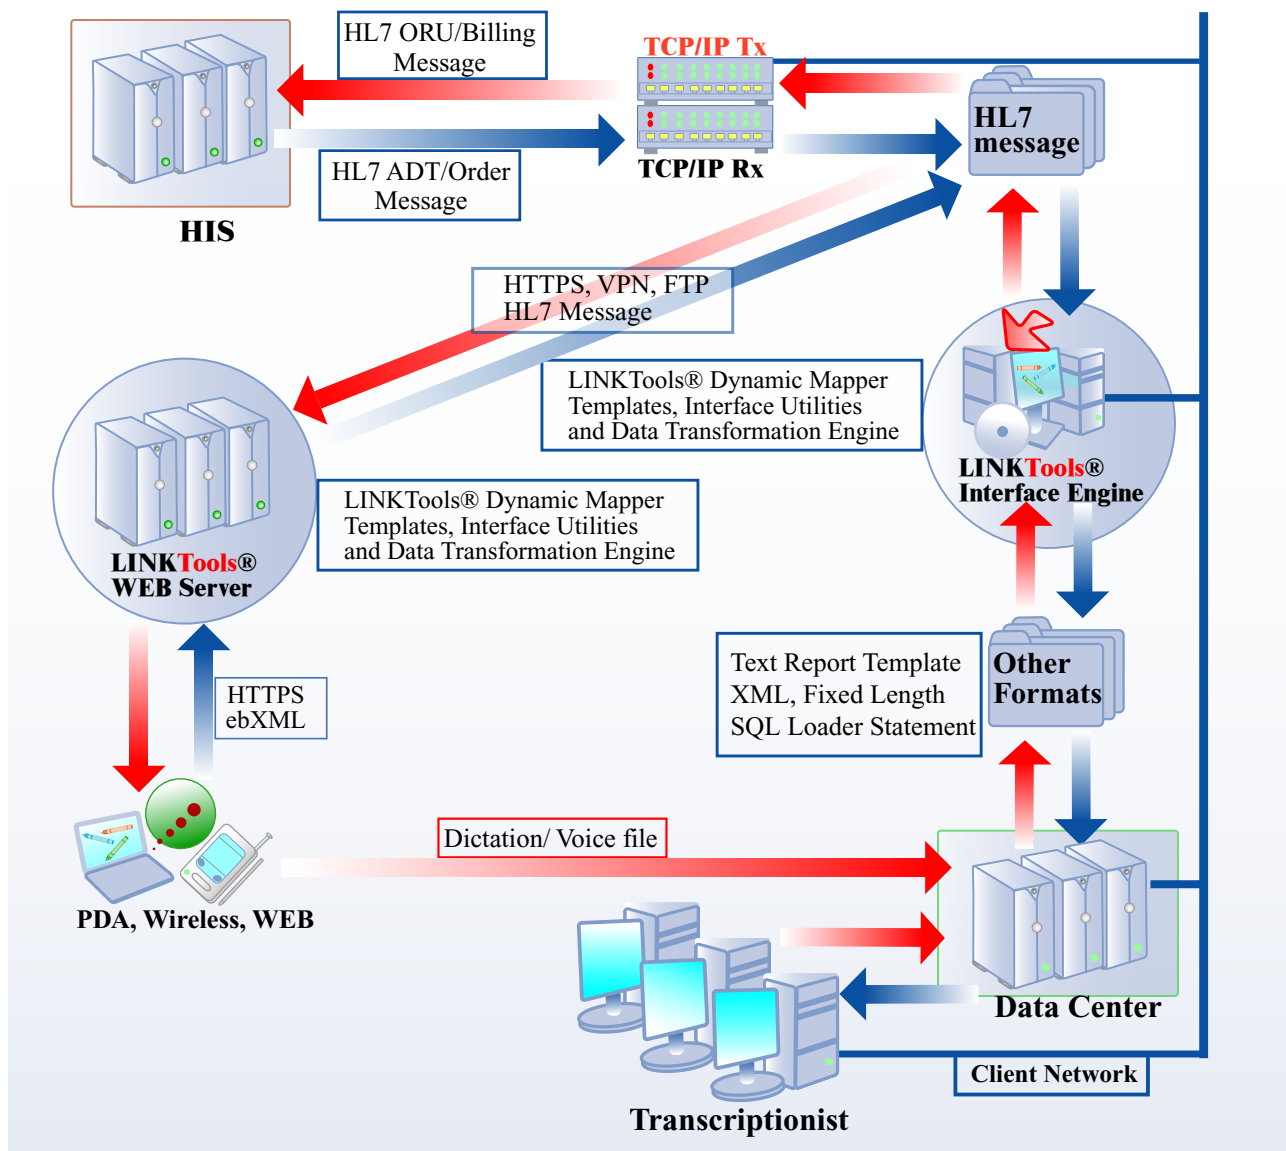 HL7 ORU/Billing
Message
TCP/IP Tx
HL7
message
TCP/IP Rx
HL7 ADT/Order
Message
HIS
HTTPS, VPN, FTP
HL7 Message
LINKTools® Dynamic Mapper
Templates, Interface Utilities
and Data Transformation Engine
LINKTools®
Interface Engine
LINKTools® Dynamic Mapper
Templates, Interface Utilities
and Data Transformation Engine
LINKTools®
WEB Server
Text Report Template
XML, Fixed Length
SQL Loader Statement
Other
Formats
HTTPS
ebXML
Dictation/ Voice file
PDA, Wireless, WEB
Data Center
Client Network
Transcriptionist